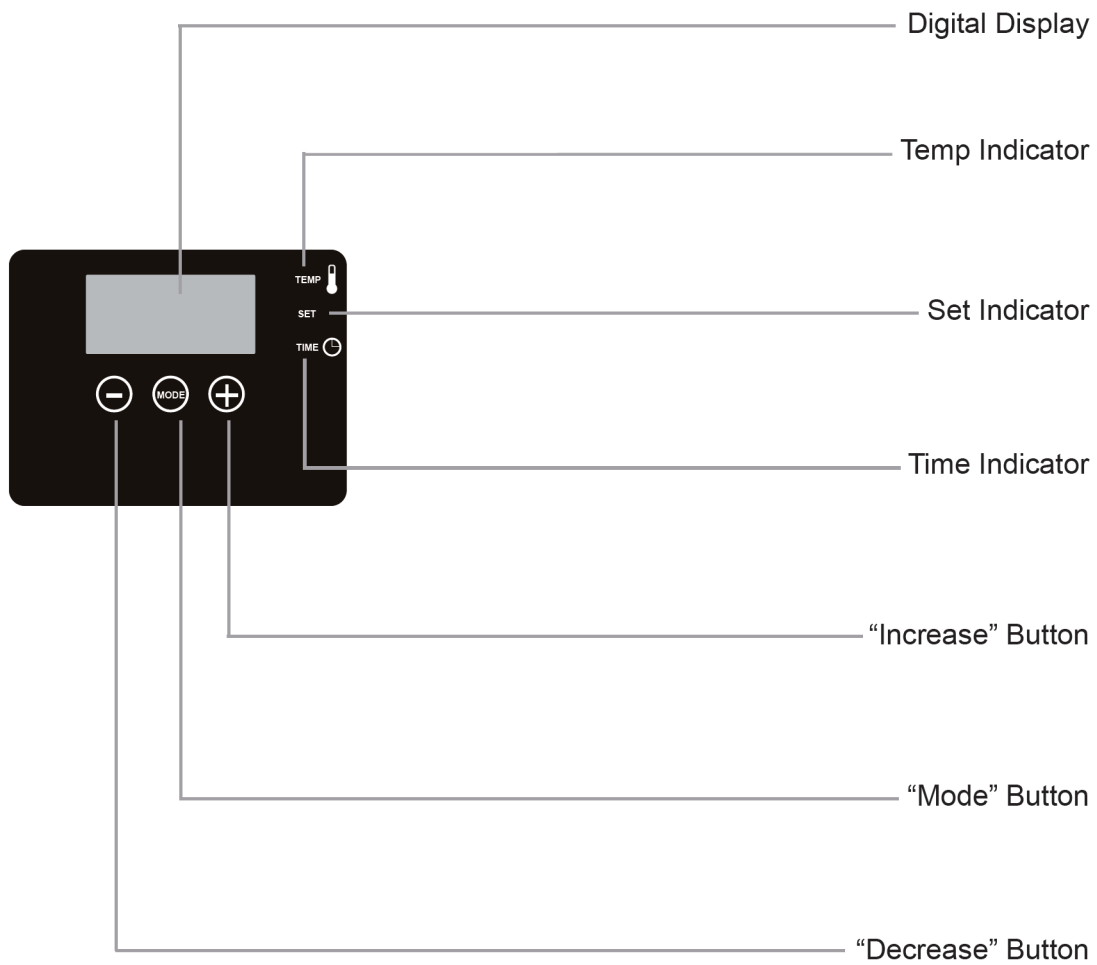 Digital Display
Temp Indicator
TEMP
SET
Set Indicator
TIME
MODE
Time Indicator
“Increase” Button
“Mode” Button
“Decrease” Button